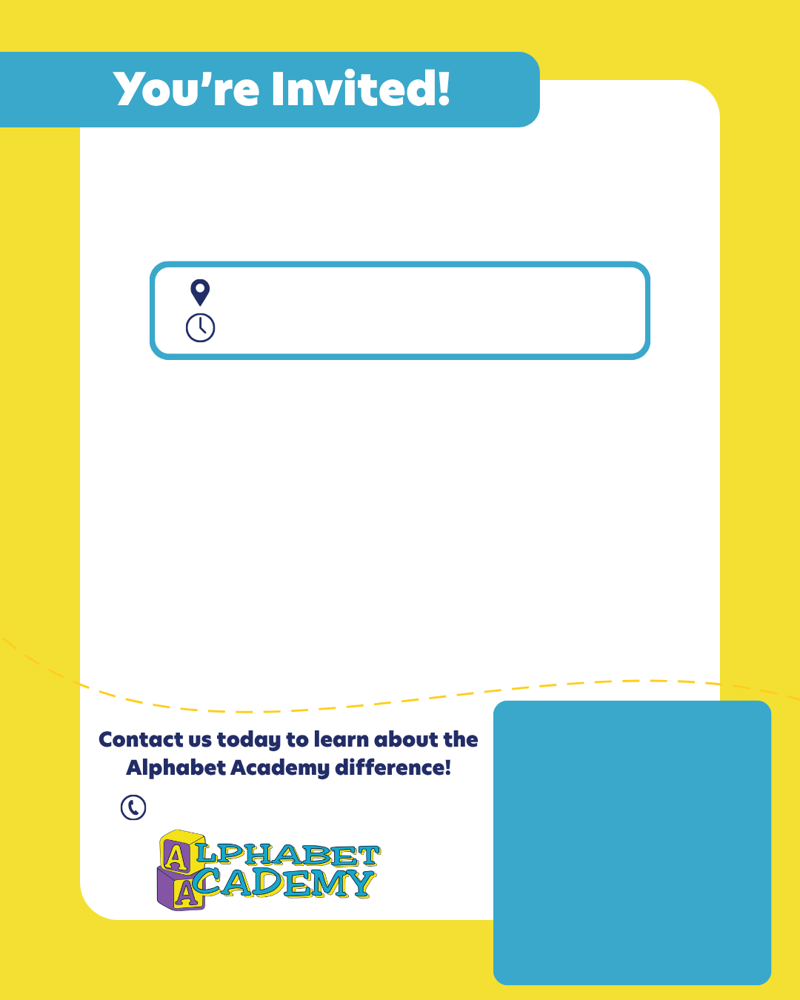 You're Invited!
Contact us today to learn about the
Alphabet Academy difference!
A
ALPHABET
ACADEMY